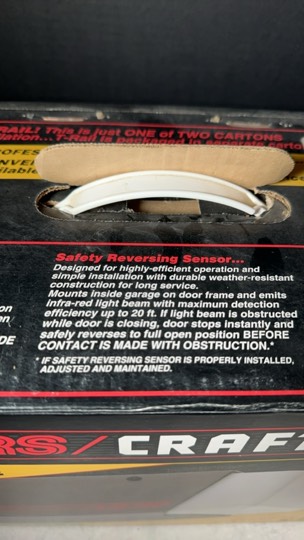 RAIL! This is just ONE of TWO CARTONS
T-Rail is packaged in separate
Safety Reversing Sensor...
Designed for highly-efficient operation and
simple installation with durable weather-resistant
construction for long service.
Mounts inside garage on door frame and emits
infra-red light beam with maximum detection
efficiency up to 20 ft. If light beam is obstructed
while door is closing, door stops instantly and
safely reverses to full open position BEFORE
CONTACT IS MADE WITH OBSTRUCTION.*
* IF SAFETY REVERSING SENSOR IS PROPERLY INSTALLED,
ADJUSTED AND MAINTAINED.
RS / CRAF